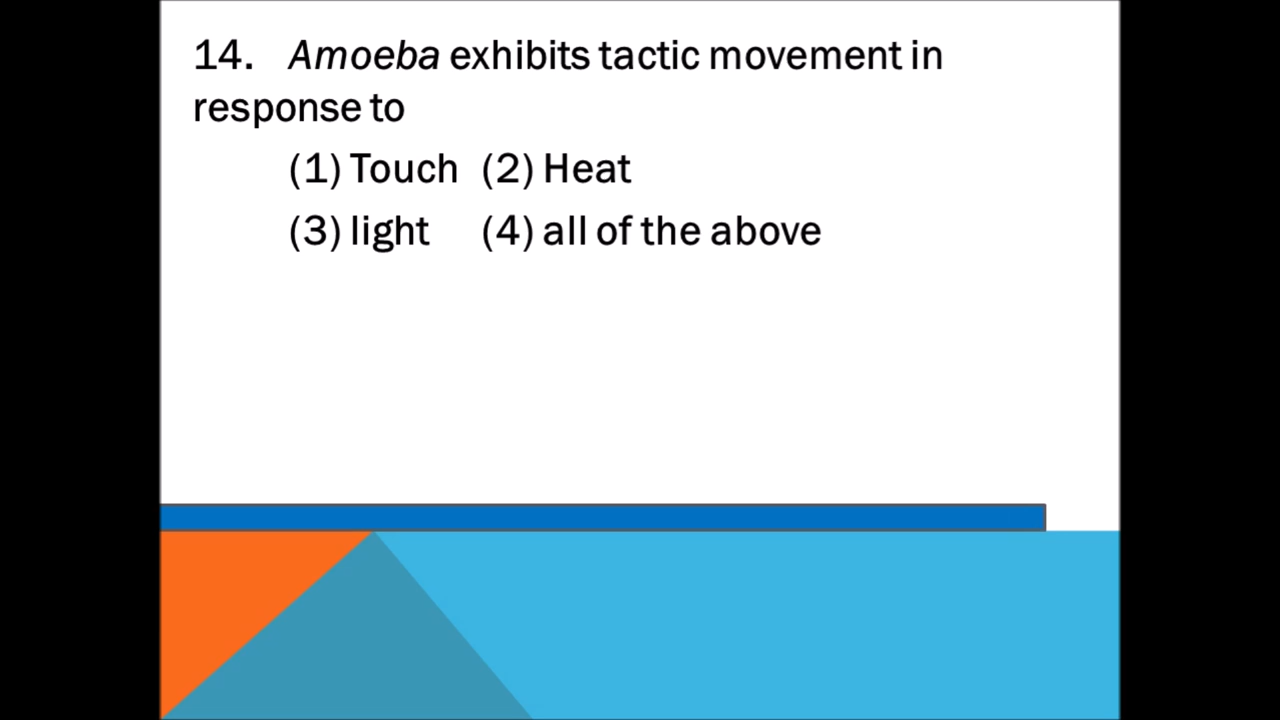 14. Amoeba exhibits tactic movement in
response to
(1) Touch (2) Heat
(3) light (4) all of the above